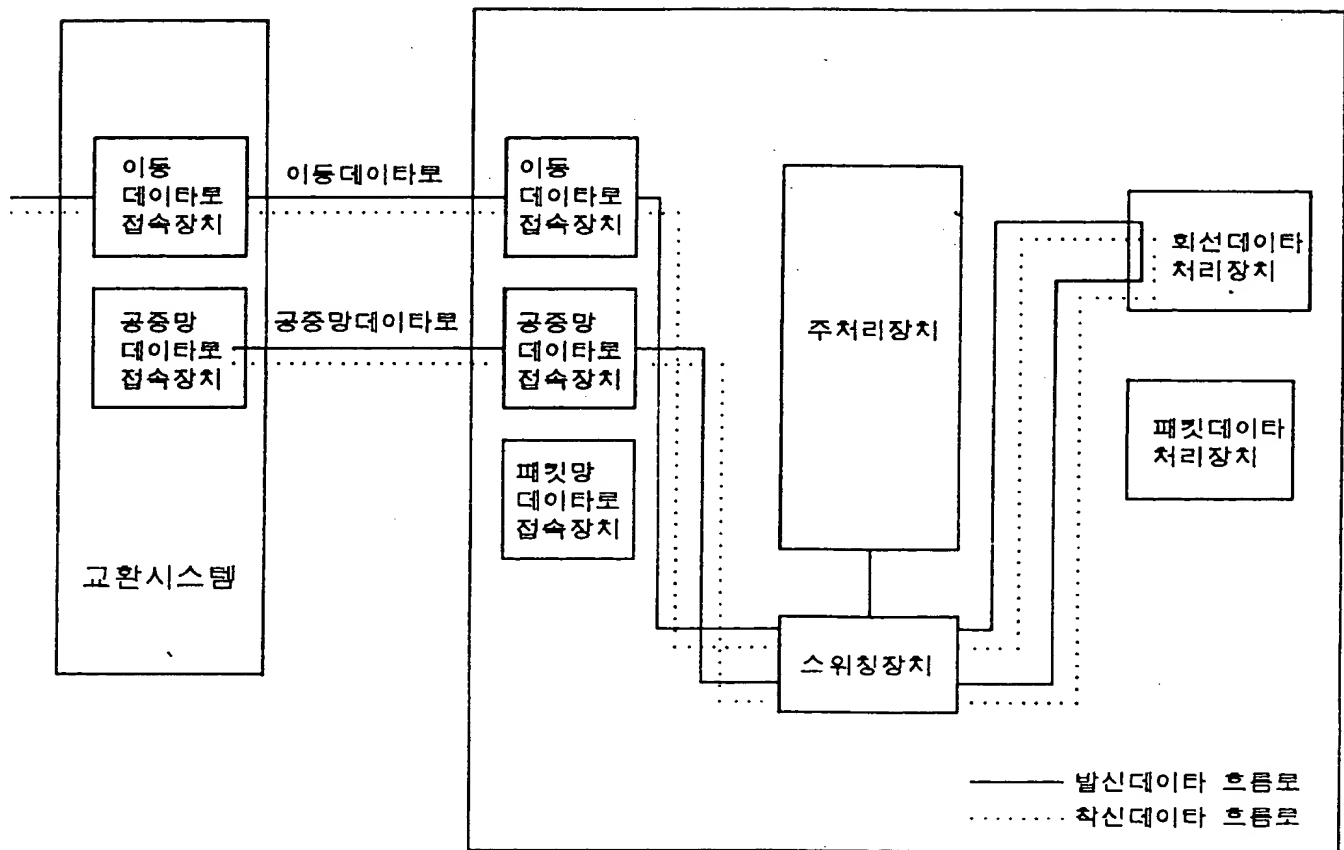 이동
데이타로
접속장치
이동데이타로
이동
데이타로
접속장치
공중망
데이타로
접속장치
공중망데이타로
공중망
데이타로
접속장치
패킷망
데이타로
접속장치
교환시스템
주처리장치
스위칭장치
회선데이타
처리장치
패킷데이타
처리장치
발신데이타 흐름로
착신데이타 흐름로